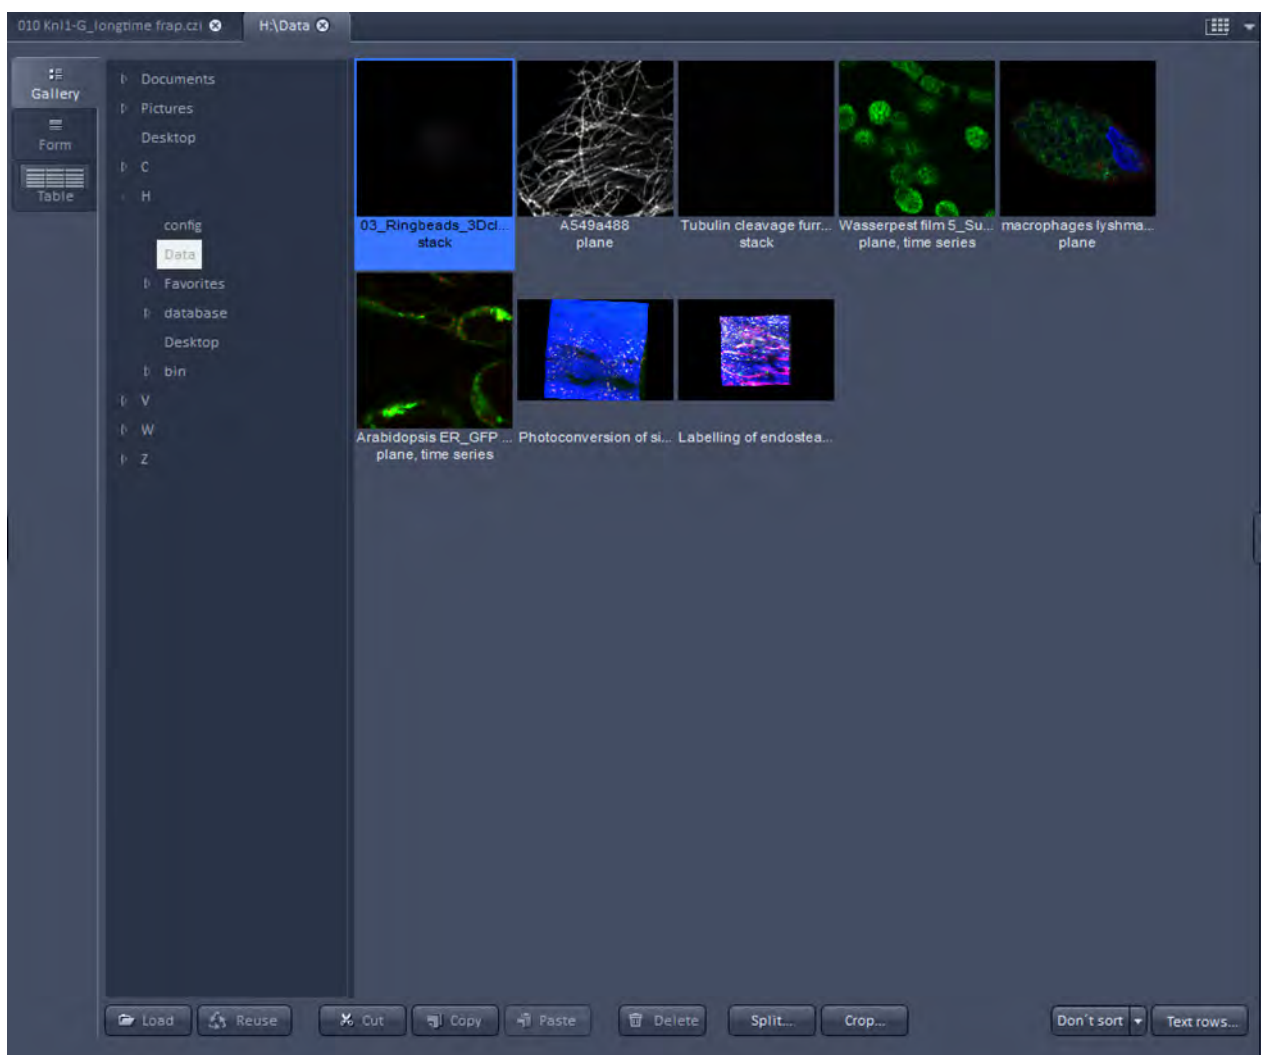 010 Knl1-G_longtime frap.czi
H:\Data
Gallery
Form
Table
Documents
Pictures
Desktop
C
H
config
Data
Favorites
database
Desktop
bin
V
W
Z
03_Ringbeads_3Dcl...
stack
A549a488
plane
Tubulin cleavage furr...
stack
Wasserpest film 5_Su...
plane, time series
macrophages lyshma...
plane
Arabidopsis ER_GFP ...
plane, time series
Photoconversion of si...
Labelling of endostea...
Load
Reuse
Cut
Copy
Paste
Delete
Split...
Crop...
Don´t sort
Text rows...